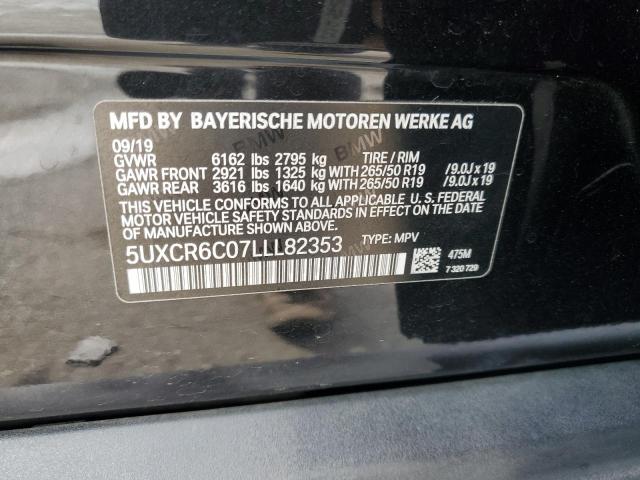 MFD BY BAYERISCHE MOTOREN WERKE AG
09/19
GVWR 6162 lbs 2795 kg TIRE / RIM
GAWR FRONT 2921 lbs 1325 kg WITH 265/50 R19 /9.0J x 19
GAWR REAR 3616 lbs 1640 kg WITH 265/50 R19 /9.0J x 19
THIS VEHICLE CONFORMS TO ALL APPLICABLE U. S. FEDERAL
MOTOR VEHICLE SAFETY STANDARDS IN EFFECT ON THE DATE
OF MANUFACTURE SHOWN ABOVE.
5UXCR6C07LLL82353 TYPE: MPV
475M
7 320 729